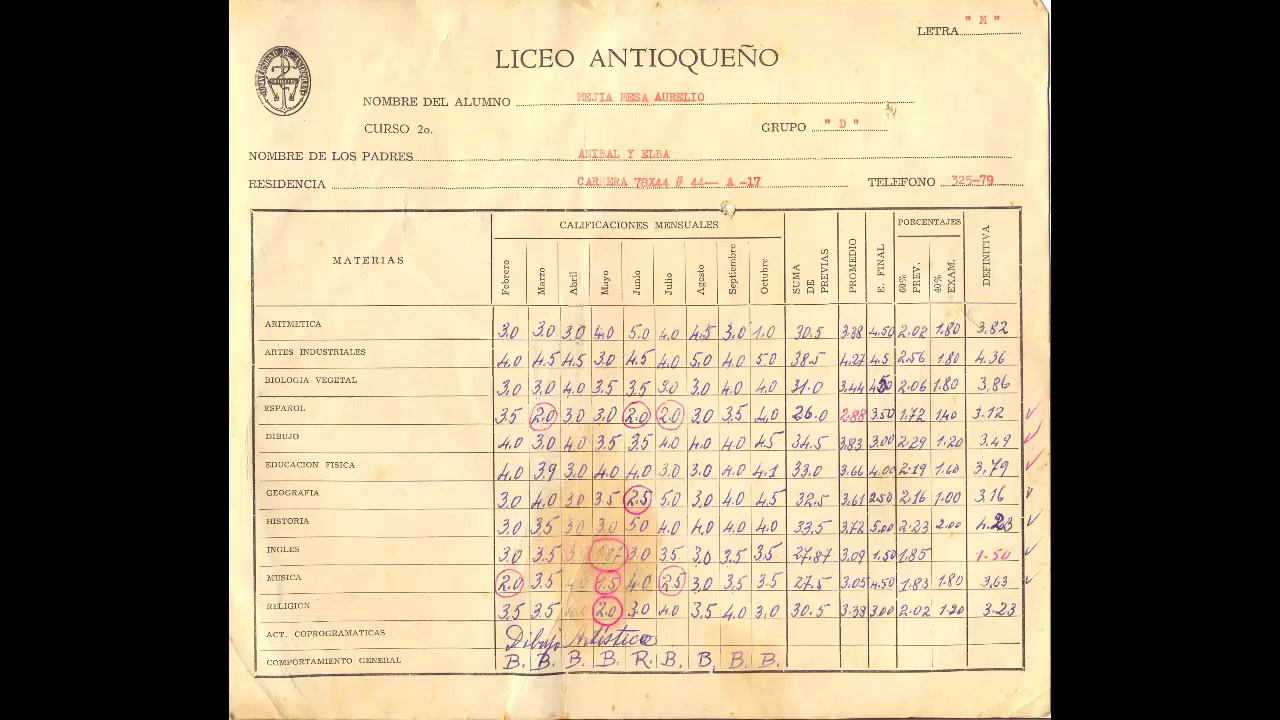 LETRA " M "
LICEO ANTIOQUEÑO
NOMBRE DEL ALUMNO MEJIA MESA AURELIO
CURSO 2o. GRUPO " D "
NOMBRE DE LOS PADRES ANIBAL Y ELBA
RESIDENCIA CARRERA 78X44 # 44— A -17 TELEFONO 325-79
MATERIAS CALIFICACIONES MENSUALES SUMA DE PREVIAS PROMEDIO E. FINAL PORCENTAJES DEFINITIVA
Febrero Marzo Abril Mayo Junio Julio Agosto Septiembre Octubre 60% PREV. 40% EXAM.
ARITMETICA 3.0 3.0 3.0 4.0 5.0 4.0 4.5 3.0 1.0 30.5 3.38 4.50 2.02 1.80 3.82
ARTES INDUSTRIALES 4.0 4.5 4.5 3.0 4.5 4.0 5.0 4.0 5.0 38.5 4.27 4.5 2.56 1.80 4.36
BIOLOGIA VEGETAL 3.0 3.0 4.0 3.5 3.5 3.0 3.0 4.0 4.0 31.0 3.44 4.50 2.06 1.80 3.86
ESPAÑOL 3.5 2.0 3.0 3.0 2.0 2.0 3.0 3.5 4.0 26.0 2.88 3.50 1.72 1.40 3.12
DIBUJO 4.0 3.0 4.0 3.5 3.5 4.0 4.0 4.0 4.5 34.5 3.83 3.00 2.29 1.20 3.49
EDUCACION FISICA 4.0 3.9 3.0 4.0 4.0 3.0 3.0 4.0 4.1 33.0 3.66 4.00 2.19 1.60 3.79
GEOGRAFIA 3.0 4.0 3.0 3.5 2.5 5.0 3.0 4.0 4.5 32.5 3.61 2.50 2.16 1.00 3.16
HISTORIA 3.0 3.5 3.0 3.0 5.0 4.0 4.0 4.0 4.0 33.5 3.72 5.00 2.23 2.00 4.23
INGLES 3.0 3.5 3.0 3.5 3.0 3.5 3.5 27.87 3.09 1.50 1.85 1.50
MUSICA 2.0 3.5 4.0 1.5 4.0 2.5 3.0 3.5 3.5 27.5 3.05 4.50 1.83 1.80 3.63
RELIGION 3.5 3.5 4.0 2.0 3.0 4.0 3.5 4.0 3.0 30.5 3.38 3.00 2.02 1.20 3.23
ACT. COPROGRAMATICAS Dibujo Artistico
COMPORTAMIENTO GENERAL B. B. B. B. R. B. B. B. B.